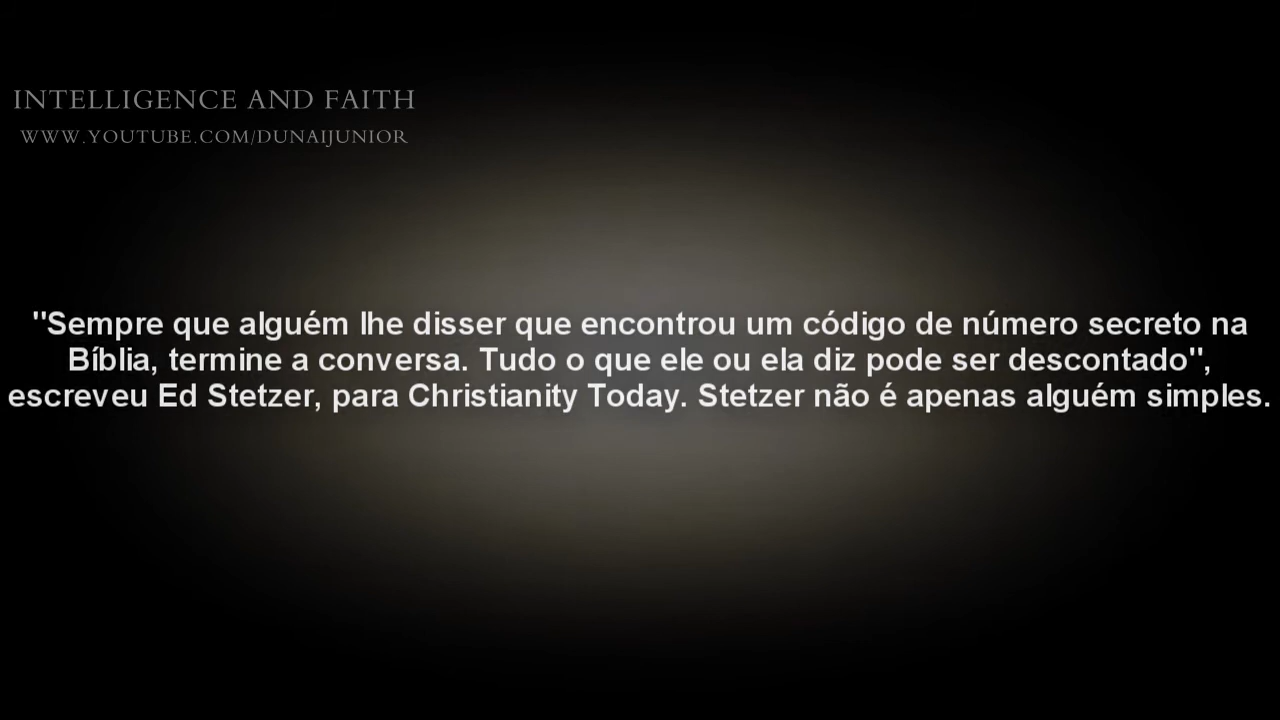 INTELLIGENCE AND FAITH
WWW.YOUTUBE.COM/DUNAIJUNIOR
"Sempre que alguém lhe disser que encontrou um código de número secreto na
Bíblia, termine a conversa. Tudo o que ele ou ela diz pode ser descontado",
escreveu Ed Stetzer, para Christianity Today. Stetzer não é apenas alguém simples.